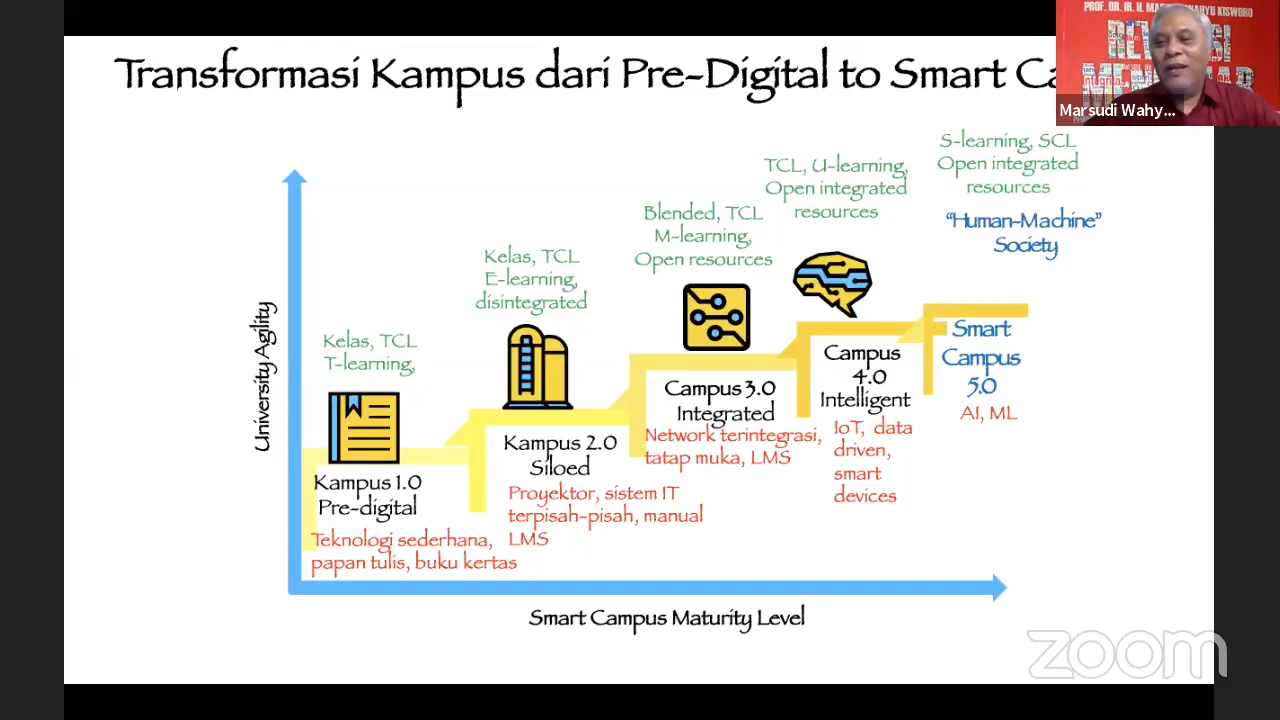 Transformasi Kampus dari Pre-Digital to Smart
PROF. DR. IR. H.
KISWORO
Marsudi Wahy...
S-learning, SCL
Open integrated
resources
"Human-Machine"
Society
TCL, U-learning,
Open integrated
resources
Blended, TCL
M-learning,
Open resources
Kelas, TCL
E-learning,
disintegrated
Kelas, TCL
T-learning,
University Agility
Kampus 1.0
Pre-digital
Teknologi sederhana,
papan tulis, buku kertas
Kampus 2.0
Siloed
Proyektor, sistem IT
terpisah-pisah, manual
LMS
Campus 3.0
Integrated
Network terintegrasi,
tatap muka, LMS
Campus
4.0
Intelligent
IoT, data
driven,
smart
devices
Smart
Campus
5.0
AI, ML
Smart Campus Maturity Level
zoom